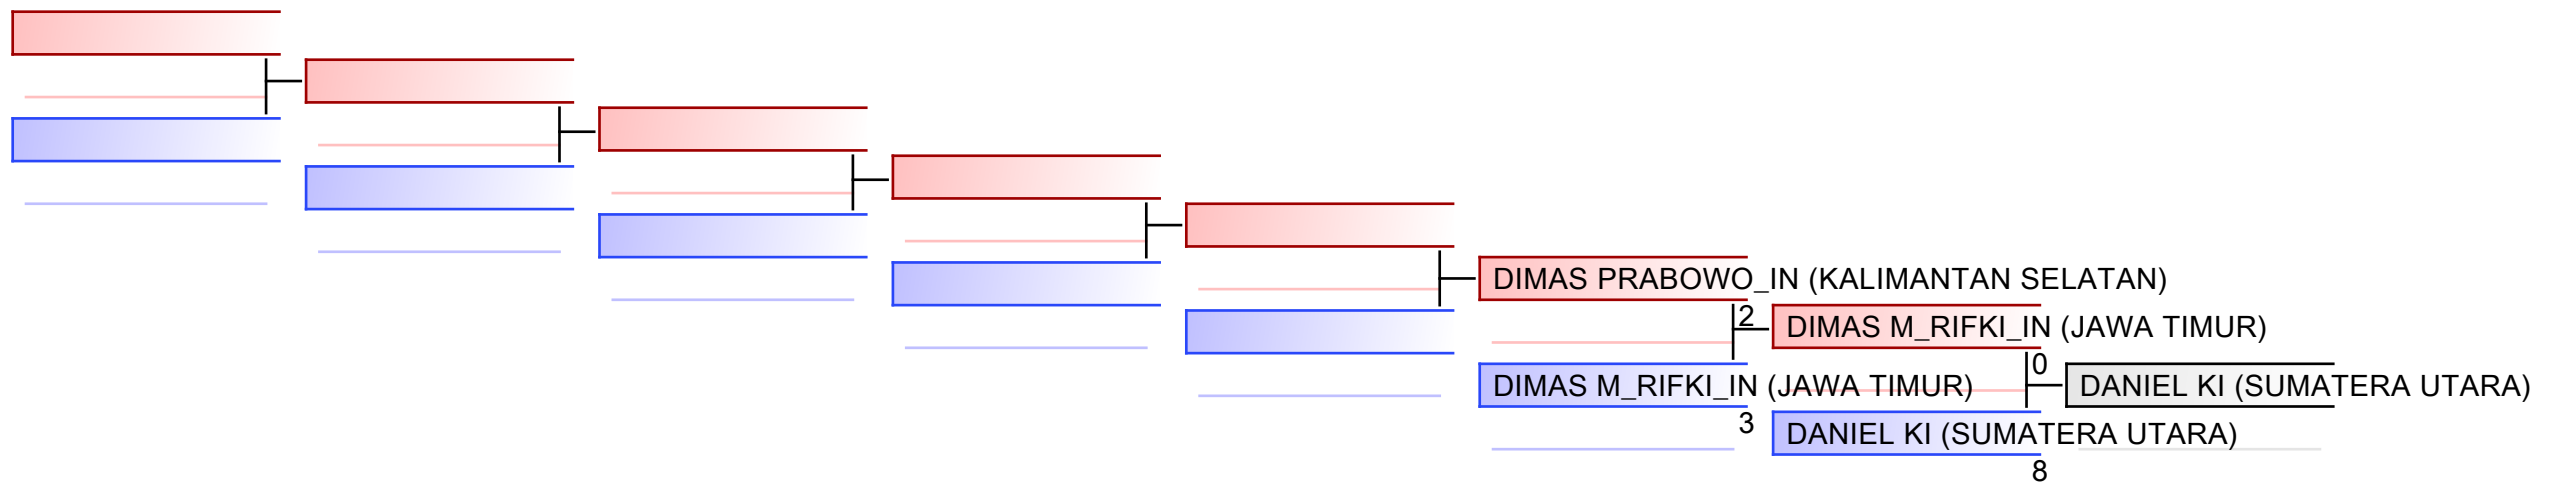 DIMAS PRABOWO_IN (KALIMANTAN SELATAN)
2
DIMAS M_RIFKI_IN (JAWA TIMUR)
3
DIMAS M_RIFKI_IN (JAWA TIMUR)
0
DANIEL KI (SUMATERA UTARA)
8
DANIEL KI (SUMATERA UTARA)